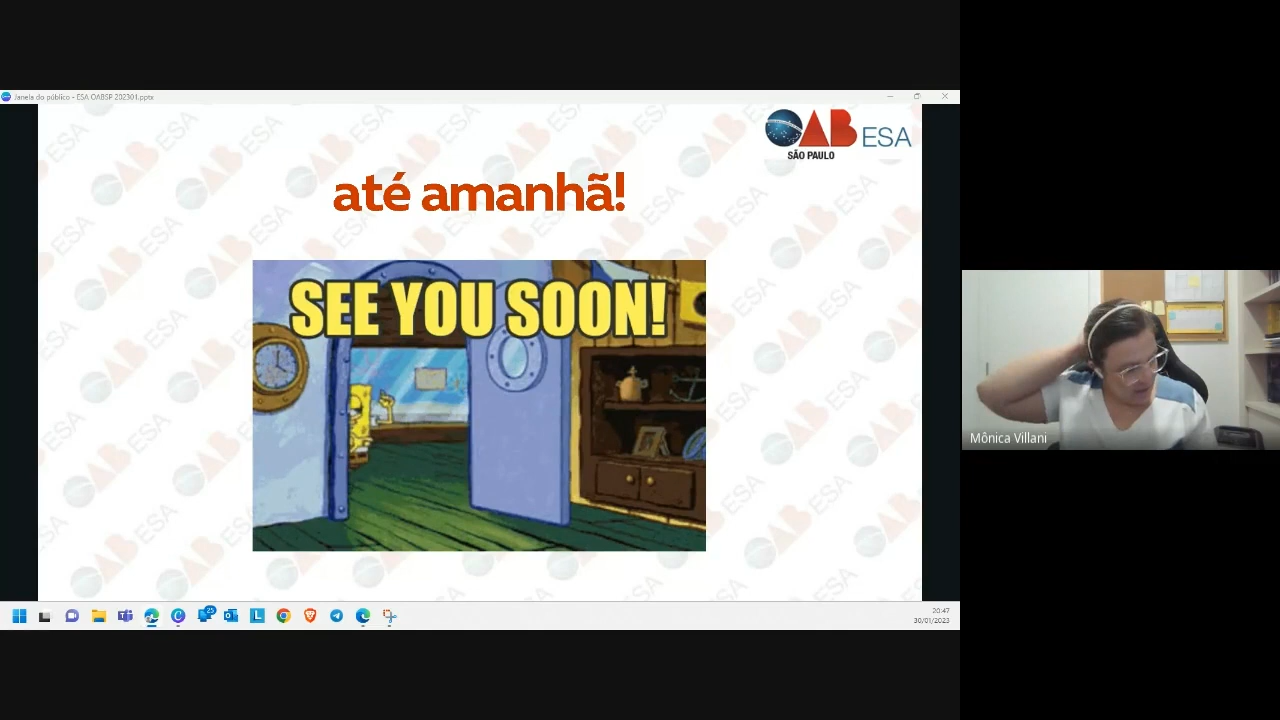 Janela do público - ESA OABSP 202301.pptx
OAB ESA
SÃO PAULO
até amanhã!
SEE YOU SOON!
Mônica Villani
25
20:47
30/01/2023